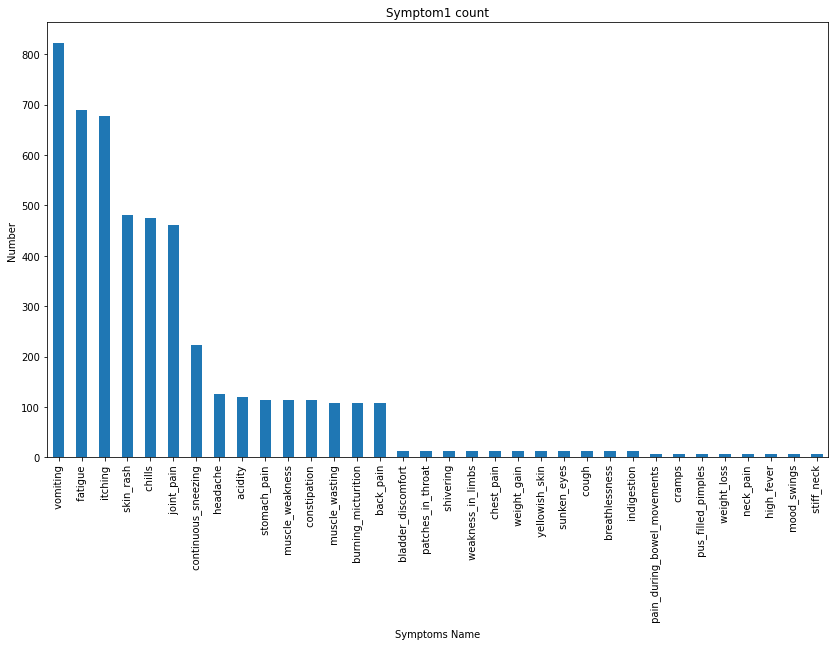 Symptom1 count
Number
800
700
600
500
400
300
200
100
0
vomiting
fatigue
itching
skin_rash
chills
joint_pain
continuous_sneezing
headache
acidity
stomach_pain
muscle_weakness
constipation
muscle_wasting
burning_micturition
back_pain
bladder_discomfort
patches_in_throat
shivering
weakness_in_limbs
chest_pain
weight_gain
yellowish_skin
sunken_eyes
cough
breathlessness
indigestion
pain_during_bowel_movements
cramps
pus_filled_pimples
weight_loss
neck_pain
high_fever
mood_swings
stiff_neck
Symptoms Name